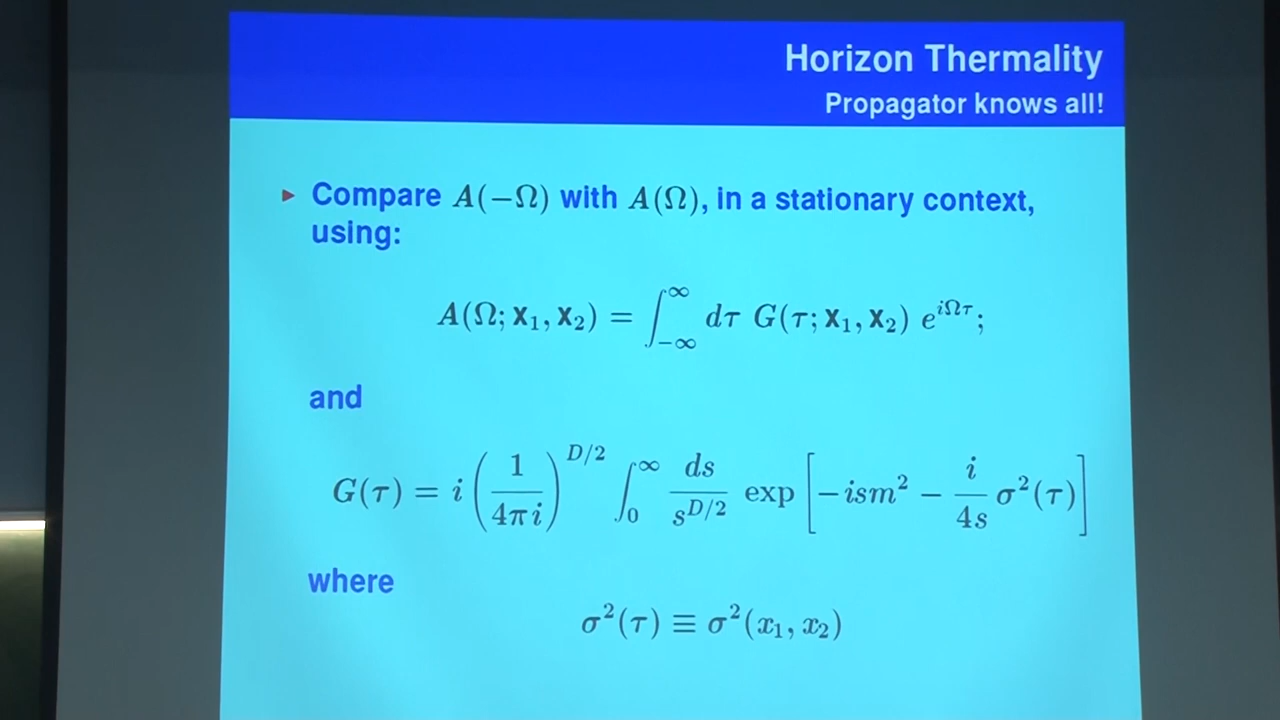 Horizon Thermality
Propagator knows all!
▸ Compare A(−Ω) with A(Ω), in a stationary context,
using:
A(Ω; x₁, x₂) = ∫_{−∞}^{∞} dτ G(τ; x₁, x₂) e^{iΩτ};
and
G(τ) = i (1/(4πi))^{D/2} ∫_0^∞ ds/s^{D/2} exp [−ism² − (i/4s) σ²(τ)]
where
σ²(τ) ≡ σ²(x₁, x₂)